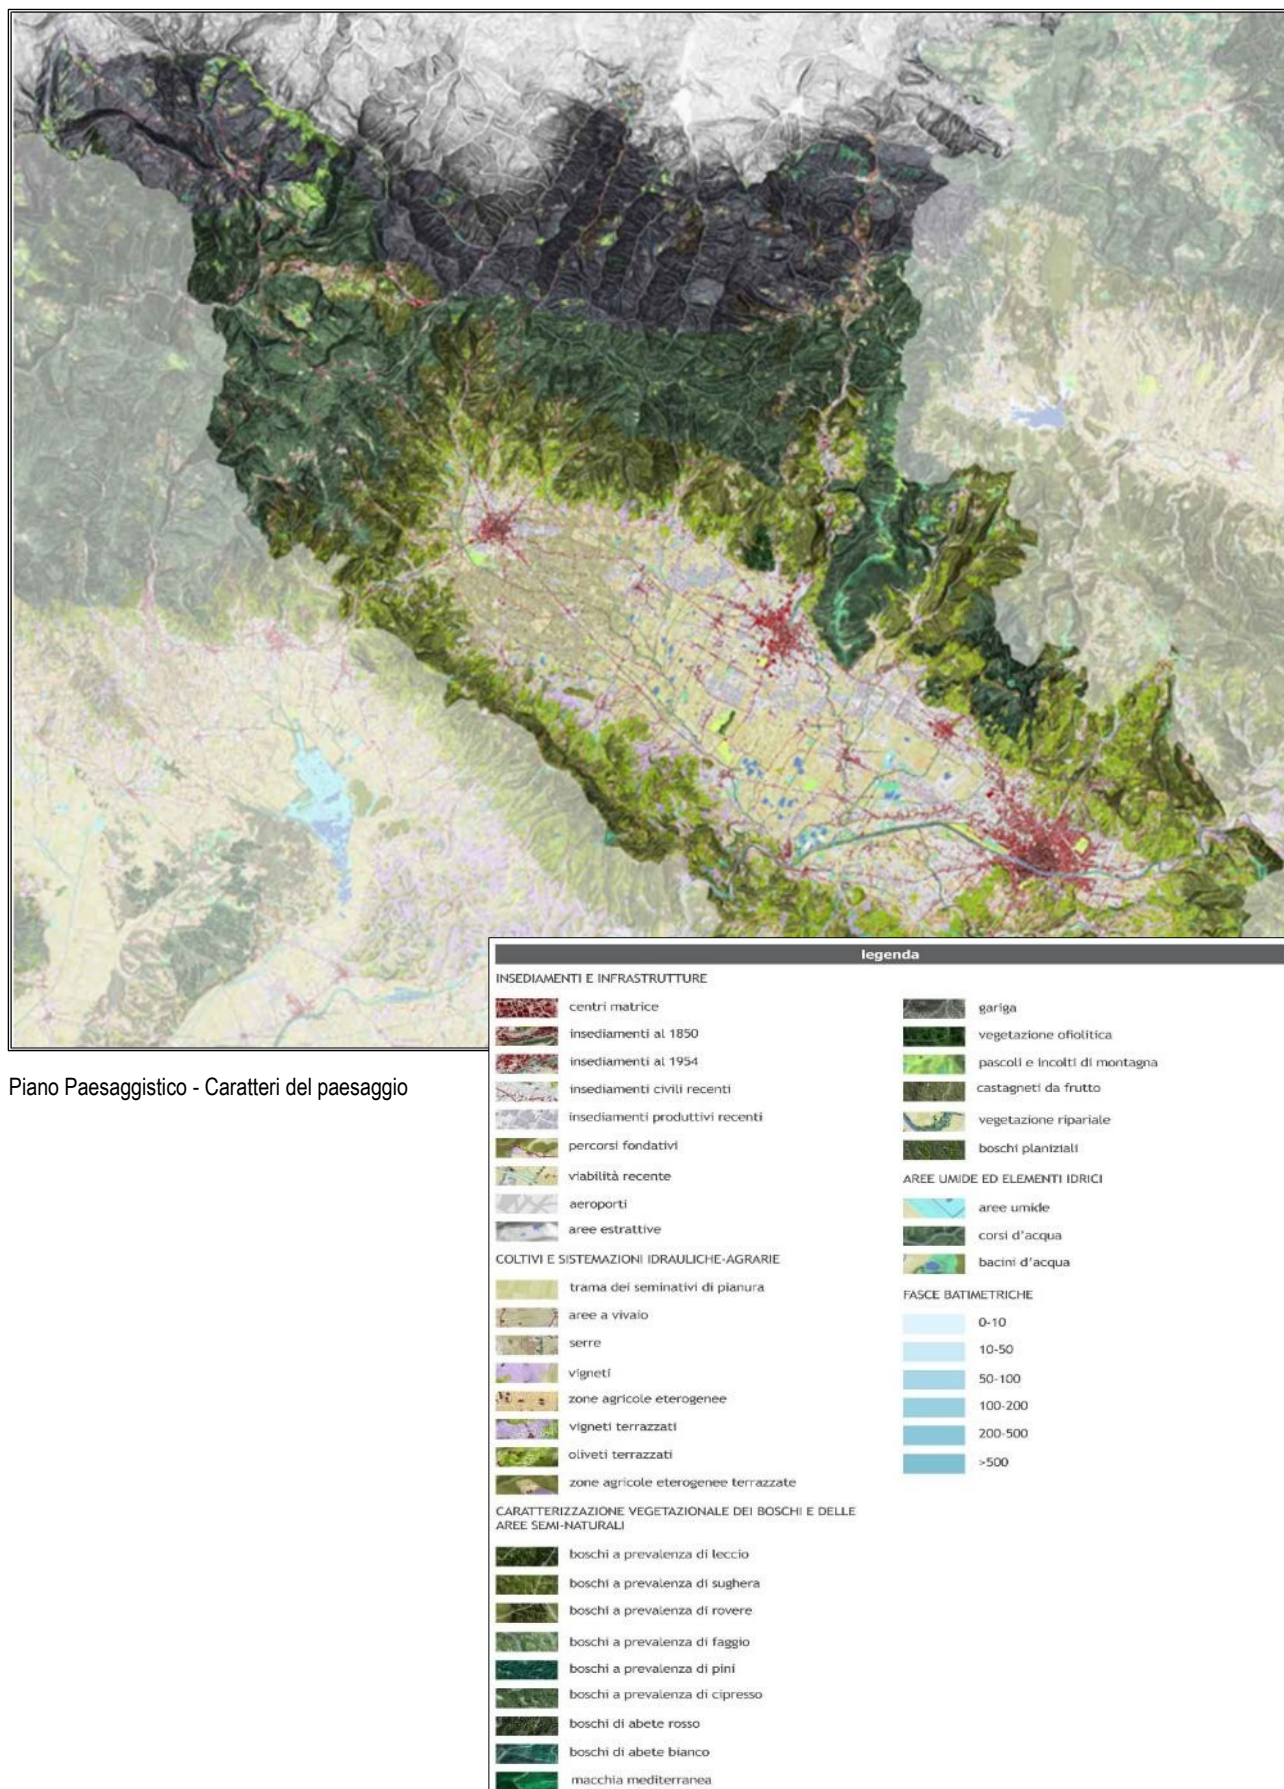 legenda
INSEDIAMENTI E INFRASTRUTTURE
centri matrice
insediamenti al 1850
insediamenti al 1954
insediamenti civili recenti
insediamenti produttivi recenti
percorsi fondativi
viabilità recente
aeroporti
aree estrattive
COLTIVI E SISTEMAZIONI IDRAULICHE-AGRARIE
trama dei seminativi di pianura
aree a vivaio
serre
vigneti
zone agricole eterogenee
vigneti terrazzati
oliveti terrazzati
zone agricole eterogenee terrazzate
CARATTERIZZAZIONE VEGETAZIONALE DEI BOSCHI E DELLE
AREE SEMI-NATURALI
boschi a prevalenza di leccio
boschi a prevalenza di sughera
boschi a prevalenza di rovere
boschi a prevalenza di faggio
boschi a prevalenza di pini
boschi a prevalenza di cipresso
boschi di abete rosso
boschi di abete bianco
macchia mediterranea
gariga
vegetazione ofiolitica
pascoli e incolti di montagna
castagneti da frutto
vegetazione ripariale
boschi planiziali
AREE UMIDE ED ELEMENTI IDRICI
aree umide
corsi d'acqua
bacini d'acqua
FASCE BATIMETRICHE
0-10
10-50
50-100
100-200
200-500
>500
Piano Paesaggistico - Caratteri del paesaggio